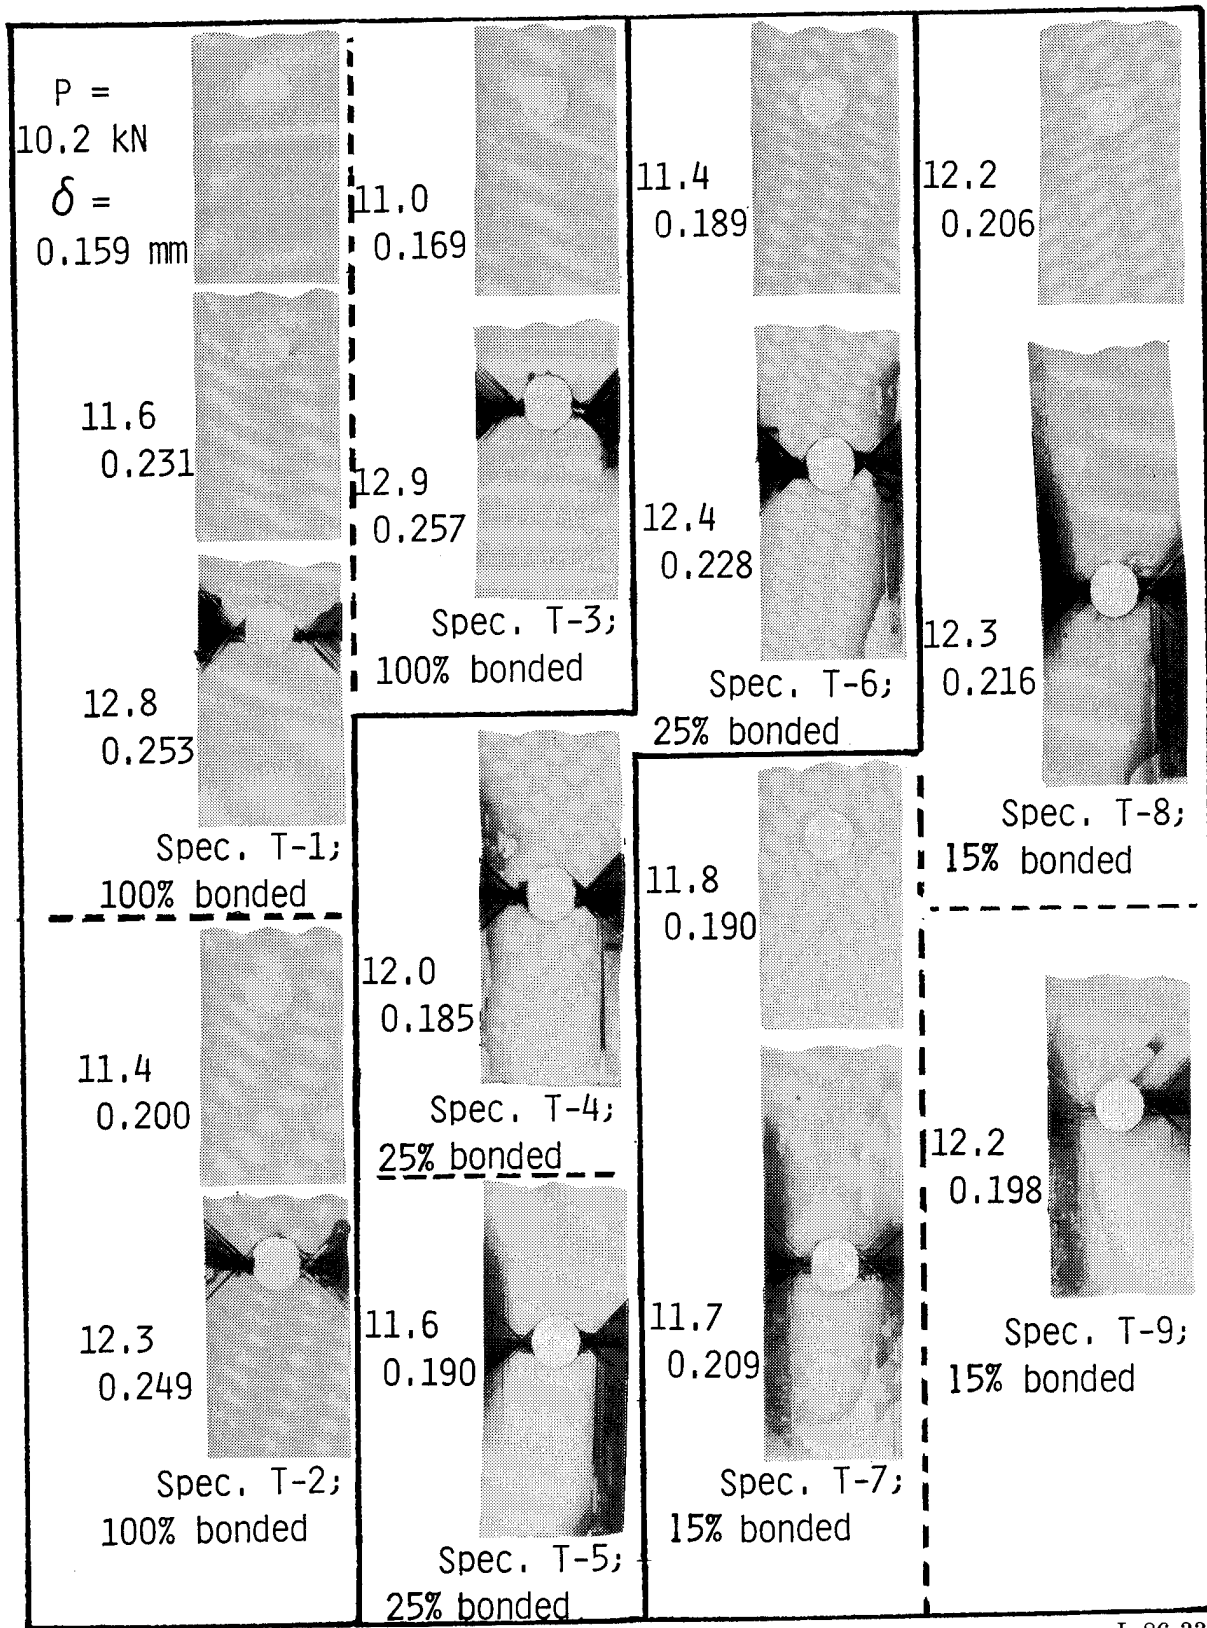 P =
10.2 kN
δ =
0.159 mm
11.6
0.231
12.8
0.253
Spec. T-1;
100% bonded
11.4
0.200
12.3
0.249
Spec. T-2;
100% bonded
11.0
0.169
12.9
0.257
Spec. T-3;
100% bonded
12.0
0.185
Spec. T-4;
25% bonded
11.6
0.190
Spec. T-5;
25% bonded
11.4
0.189
12.4
0.228
Spec. T-6;
25% bonded
11.8
0.190
11.7
0.209
Spec. T-7;
15% bonded
12.2
0.206
12.3
0.216
Spec. T-8;
15% bonded
12.2
0.198
Spec. T-9;
15% bonded